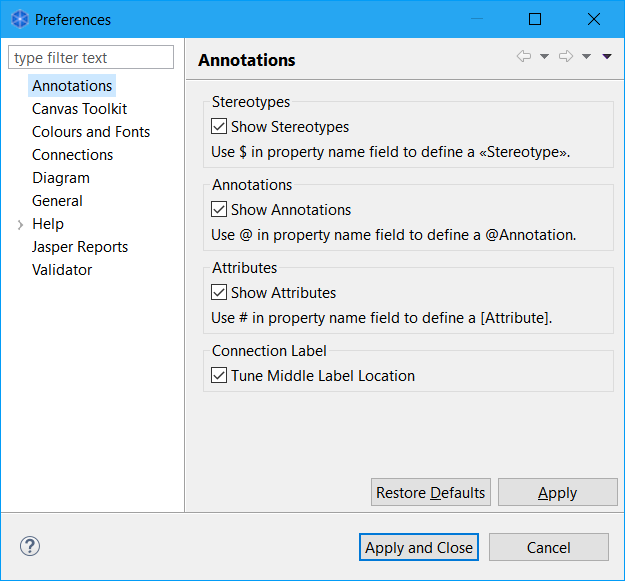 Preferences
type filter text
Annotations
Canvas Toolkit
Colours and Fonts
Connections
Diagram
General
Help
Jasper Reports
Validator
Annotations
Stereotypes
Show Stereotypes
Use $ in property name field to define a «Stereotype».
Annotations
Show Annotations
Use @ in property name field to define a @Annotation.
Attributes
Show Attributes
Use # in property name field to define a [Attribute].
Connection Label
Tune Middle Label Location
Restore Defaults Apply
? Apply and Close Cancel